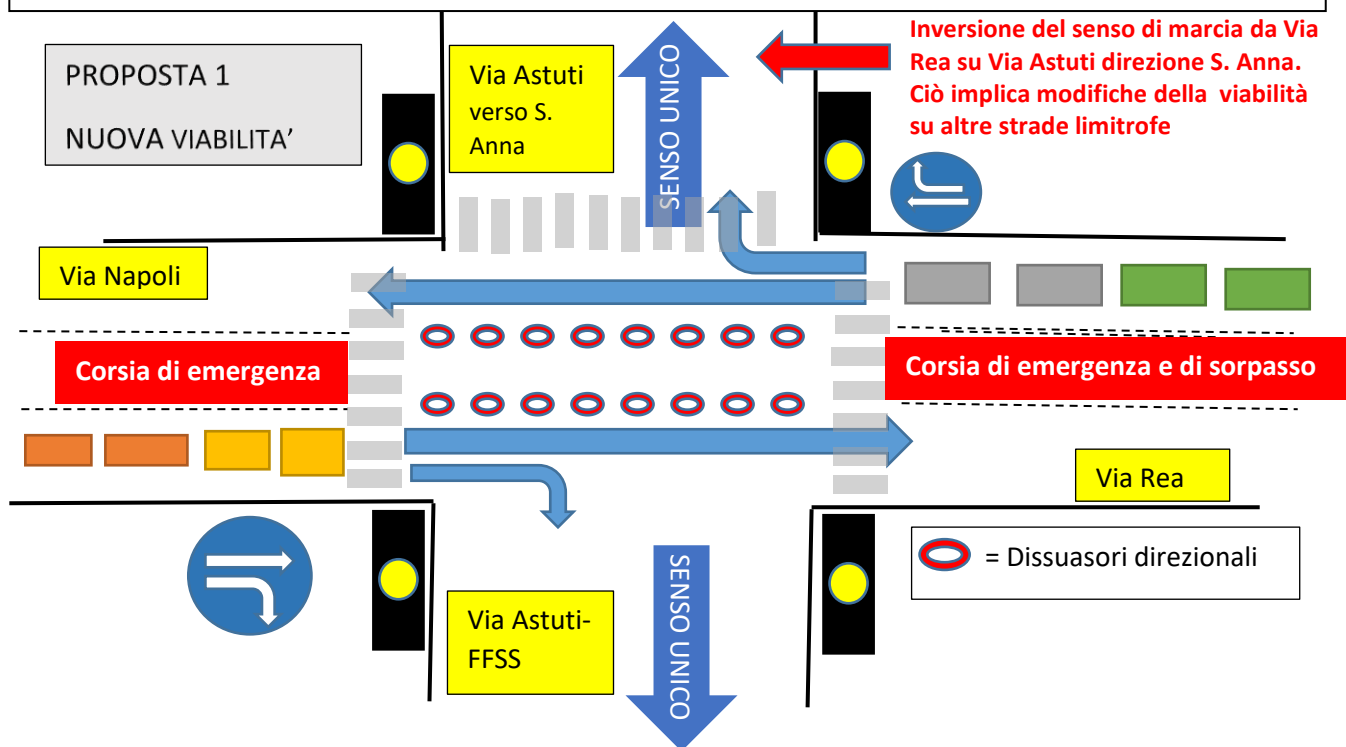 PROPOSTA 1
NUOVA VIABILITA’
Via Astuti
verso S.
Anna
SENSO UNICO
Inversione del senso di marcia da Via
Rea su Via Astuti direzione S. Anna.
Ciò implica modifiche della viabilità
su altre strade limitrofe
Via Napoli
Corsia di emergenza
Corsia di emergenza e di sorpasso
Via Rea
= Dissuasori direzionali
Via Astuti-
FFSS
SENSO UNICO